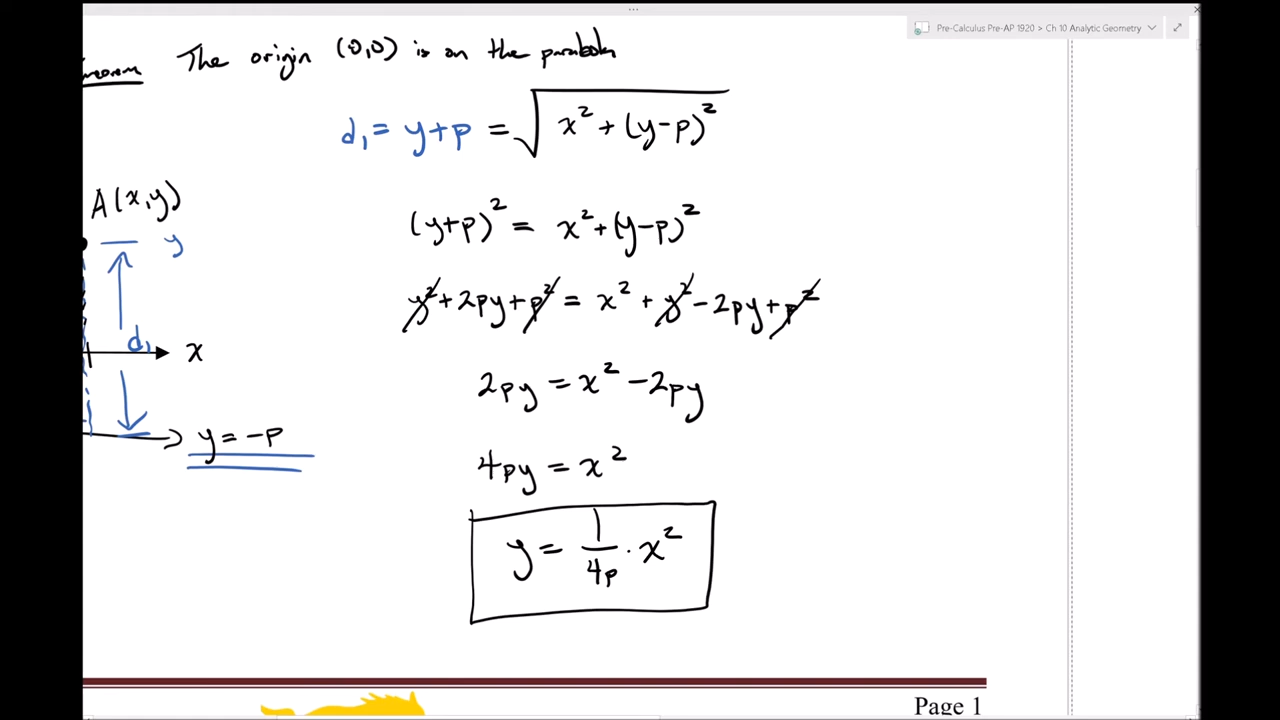 Pre-Calculus Pre-AP 1920 > Ch 10 Analytic Geometry
The origin (0,0) is on the parabola
d₁ = y+p = √(x² + (y-p)²)
A(x,y)
y
(y+p)² = x² + (y-p)²
y² + 2py + p² = x² + y² - 2py + p²
d₁
x
2py = x² - 2py
y = -p
4py = x²
y = 1/4p · x²
Page 1